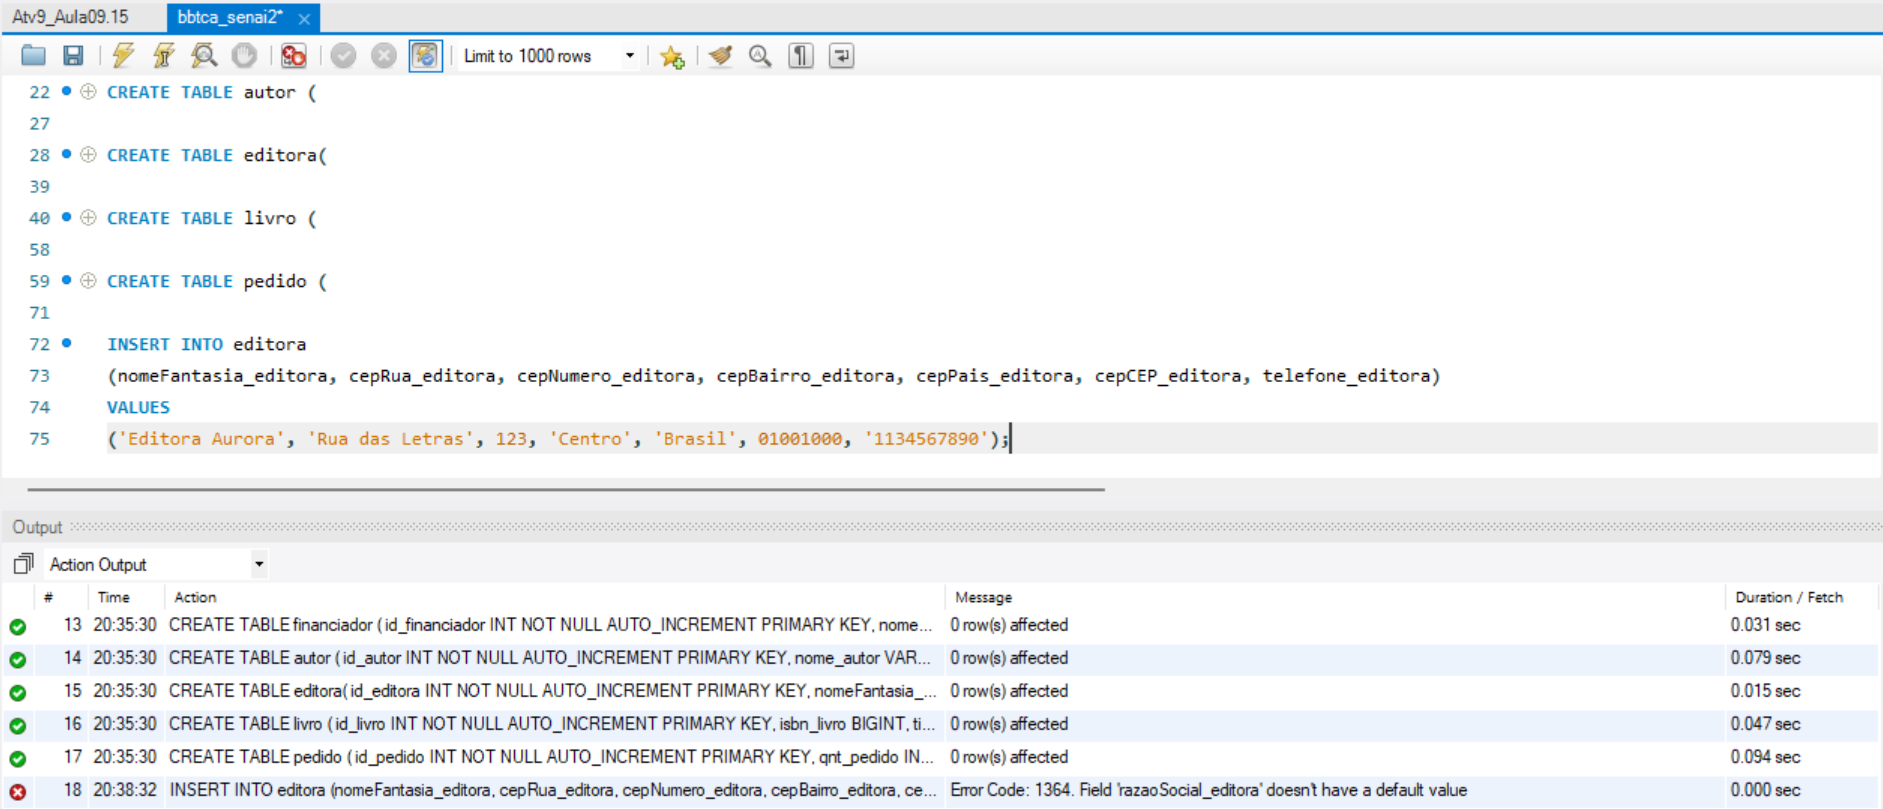 Atv9_Aula09.15 bbtca_senai2* ×
Limit to 1000 rows
22 CREATE TABLE autor (
27
28 CREATE TABLE editora(
39
40 CREATE TABLE livro (
58
59 CREATE TABLE pedido (
71
72 INSERT INTO editora
73 (nomeFantasia_editora, cepRua_editora, cepNumero_editora, cepBairro_editora, cepPais_editora, cepCEP_editora, telefone_editora)
74 VALUES
75 ('Editora Aurora', 'Rua das Letras', 123, 'Centro', 'Brasil', 01001000, '1134567890');
Output
Action Output
# Time Action Message Duration / Fetch
13 20:35:30 CREATE TABLE financiador ( id_financiador INT NOT NULL AUTO_INCREMENT PRIMARY KEY, nome... 0 row(s) affected 0.031 sec
14 20:35:30 CREATE TABLE autor ( id_autor INT NOT NULL AUTO_INCREMENT PRIMARY KEY, nome_autor VAR... 0 row(s) affected 0.079 sec
15 20:35:30 CREATE TABLE editora( id_editora INT NOT NULL AUTO_INCREMENT PRIMARY KEY, nomeFantasia_... 0 row(s) affected 0.015 sec
16 20:35:30 CREATE TABLE livro ( id_livro INT NOT NULL AUTO_INCREMENT PRIMARY KEY, isbn_livro BIGINT, ti... 0 row(s) affected 0.047 sec
17 20:35:30 CREATE TABLE pedido ( id_pedido INT NOT NULL AUTO_INCREMENT PRIMARY KEY, qnt_pedido IN... 0 row(s) affected 0.094 sec
18 20:38:32 INSERT INTO editora (nomeFantasia_editora, cepRua_editora, cepNumero_editora, cepBairro_editora, ce... Error Code: 1364. Field 'razaoSocial_editora' doesn't have a default value 0.000 sec